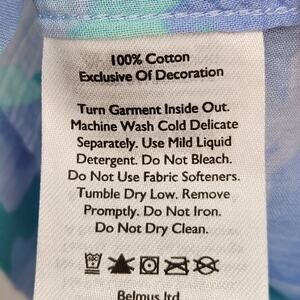 100% Cotton
Exclusive Of Decoration
Turn Garment Inside Out.
Machine Wash Cold Delicate
Separately. Use Mild Liquid
Detergent. Do Not Bleach.
Do Not Use Fabric Softeners.
Tumble Dry Low. Remove
Promptly. Do Not Iron.
Do Not Dry Clean.
Belmus ltd